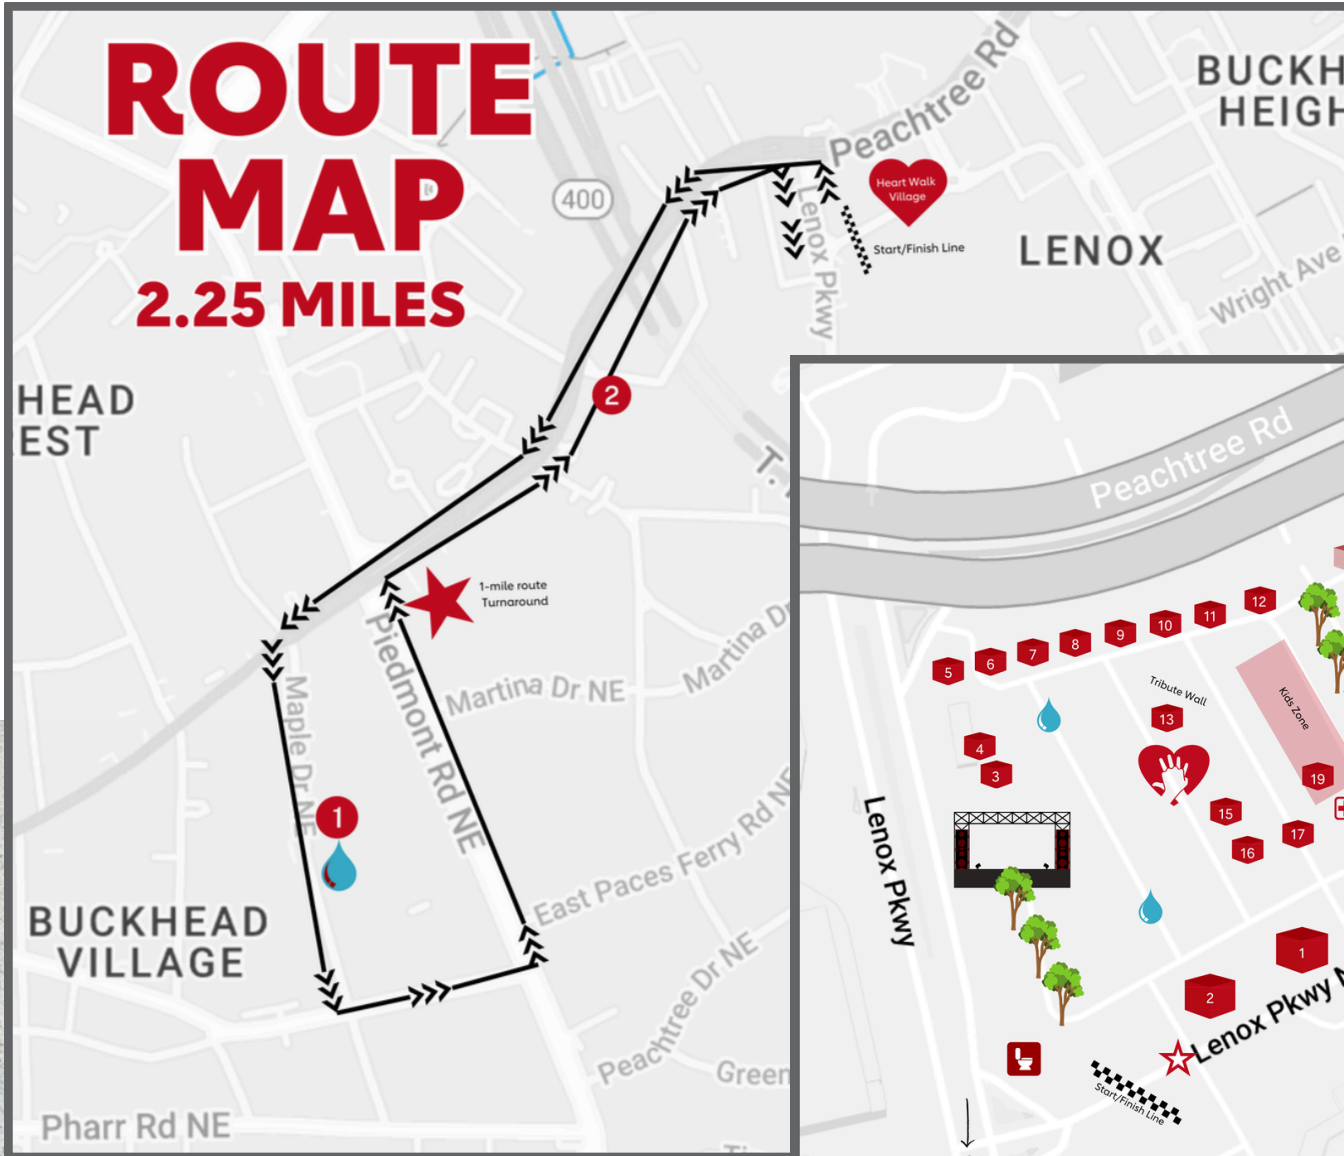 ROUTE
MAP
2.25 MILES
400
Peachtree Rd
BUCKH
HEIGH
Heart Walk
Village
Start/Finish Line
Lenox Pkwy
LENOX
Wright Ave
HEAD
REST
2
T.
1-mile route
Turnaround
Piedmont Rd NE
Martina Dr NE
Martina Dr
Maple Dr NE
1
East Paces Ferry Rd NE
BUCKHEAD
VILLAGE
Peachtree Dr NE
Green
Pharr Rd NE
Peachtree Rd
5
6
7
8
9
10
11
12
Tribute Wall
13
Kids Zone
4
3
19
15
16
17
Lenox Pkwy
1
2
Lenox Pkwy N
Start/Finish Line